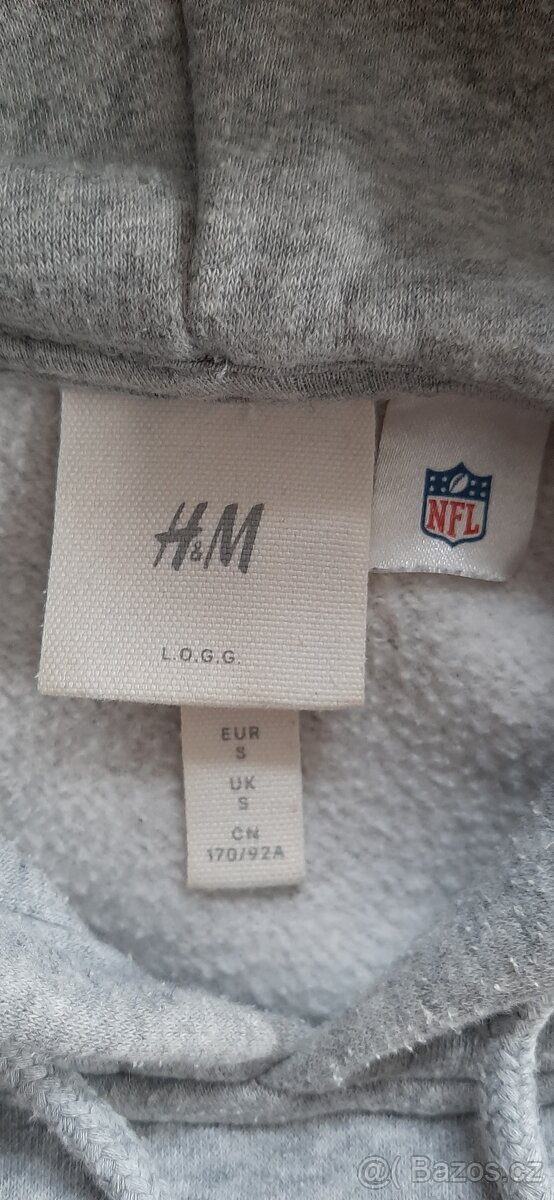 H&M
L.O.G.G.
NFL
EUR
S
UK
S
CN
170/92A
@( Bazos.cz